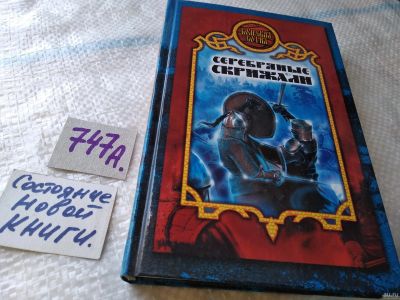 СЕРЕБРЯНЫЕ
СКРИЖАЛИ
747А.
Состояние
новой
книги.